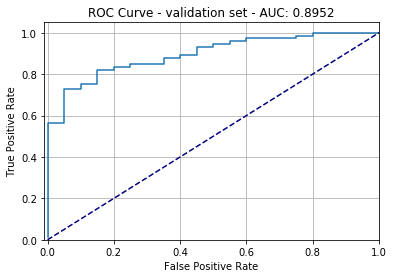 ROC Curve - validation set - AUC: 0.8952
True Positive Rate
1.0
0.8
0.6
0.4
0.2
0.0
0.0 0.2 0.4 0.6 0.8 1.0
False Positive Rate